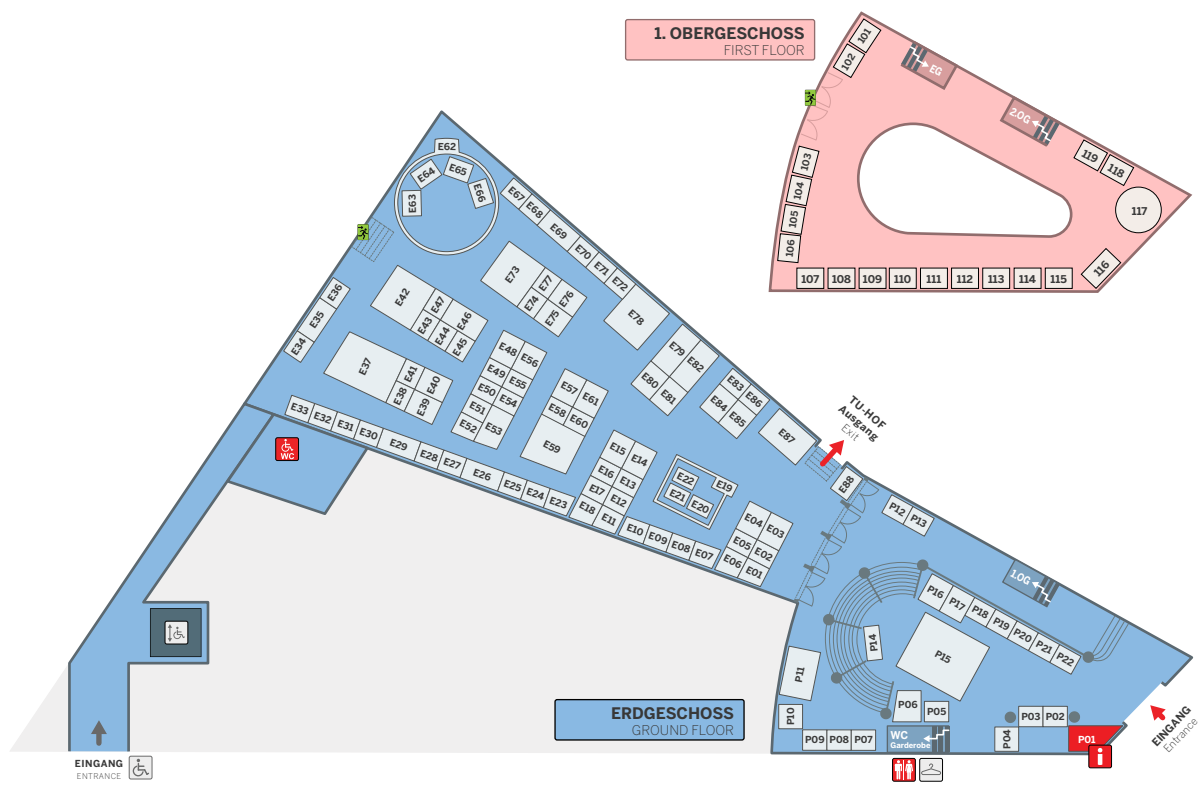 1. OBERGESCHOSS
FIRST FLOOR
101
102
EG
2.OG
103
104
105
106
107
108
109
110
111
112
113
114
115
116
117
118
119
E62
E63
E64
E65
E66
E67
E68
E69
E70
E71
E72
E73
E74
E75
E76
E77
E78
E79
E80
E81
E82
E83
E84
E85
E86
E87
E88
E34
E35
E36
E37
E38
E39
E40
E41
E42
E43
E44
E45
E46
E47
E48
E49
E50
E51
E52
E53
E54
E55
E56
E57
E58
E59
E60
E61
E33
E32
E31
E30
E29
E28
E27
E26
E25
E24
E23
E15
E14
E16
E13
E17
E12
E18
E11
E22
E19
E21
E20
E10
E09
E08
E07
E04
E03
E05
E02
E06
E01
TU-HOF
Ausgang
Exit
WC
P12
P13
1.OG
P16
P17
P18
P19
P20
P21
P22
P14
P15
P11
P10
P09
P08
P07
P06
P05
P03
P02
P04
P01
WC
Garderobe
i
EINGANG
Entrance
ERDGESCHOSS
GROUND FLOOR
EINGANG
ENTRANCE